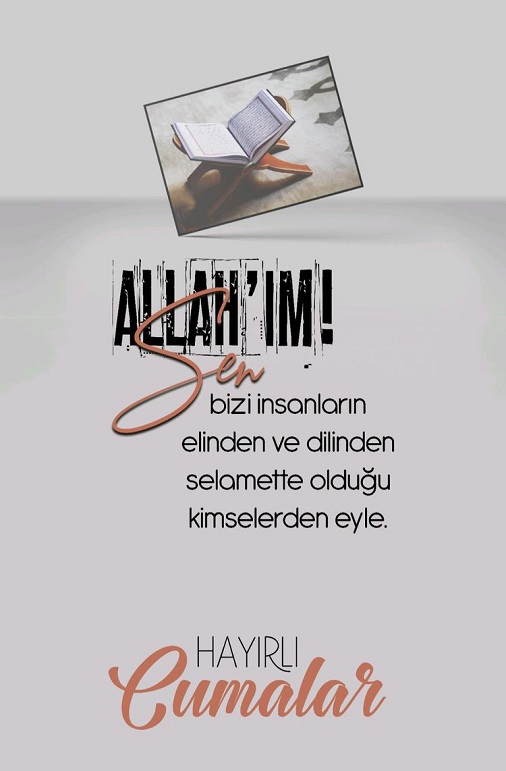 ALLAH'IM!
Sen
bizi insanların
elinden ve dilinden
selamette olduğu
kimselerden eyle.
HAYIRLI
Cumalar